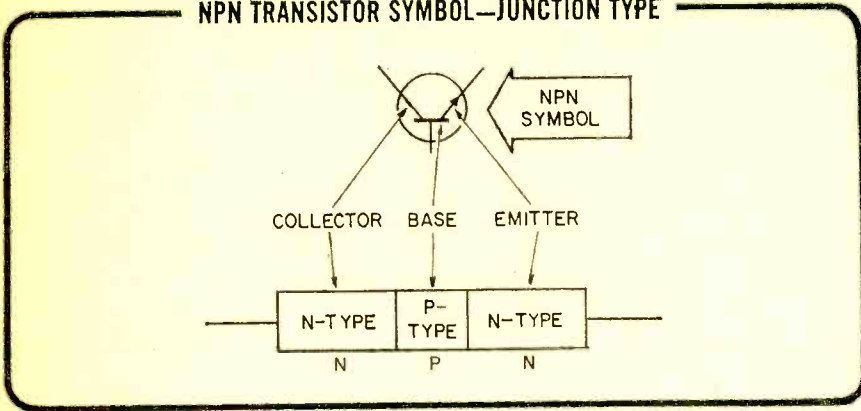 NPN TRANSISTOR SYMBOL—JUNCTION TYPE
NPN
SYMBOL
COLLECTOR BASE EMITTER
N-TYPE P-
TYPE N-TYPE
N P N